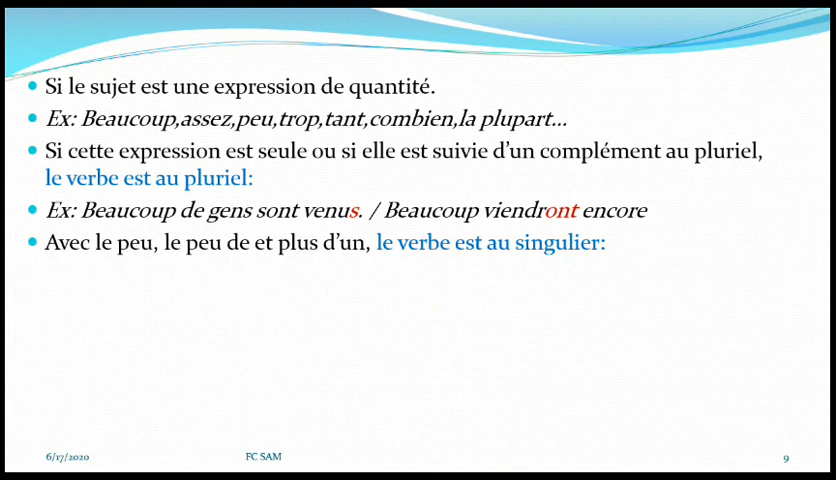 Si le sujet est une expression de quantité.
Ex: Beaucoup,assez,peu,trop,tant,combien,la plupart...
Si cette expression est seule ou si elle est suivie d'un complément au pluriel,
le verbe est au pluriel:
Ex: Beaucoup de gens sont venus. / Beaucoup viendront encore
Avec le peu, le peu de et plus d'un, le verbe est au singulier:
6/17/2020 FC SAM 9